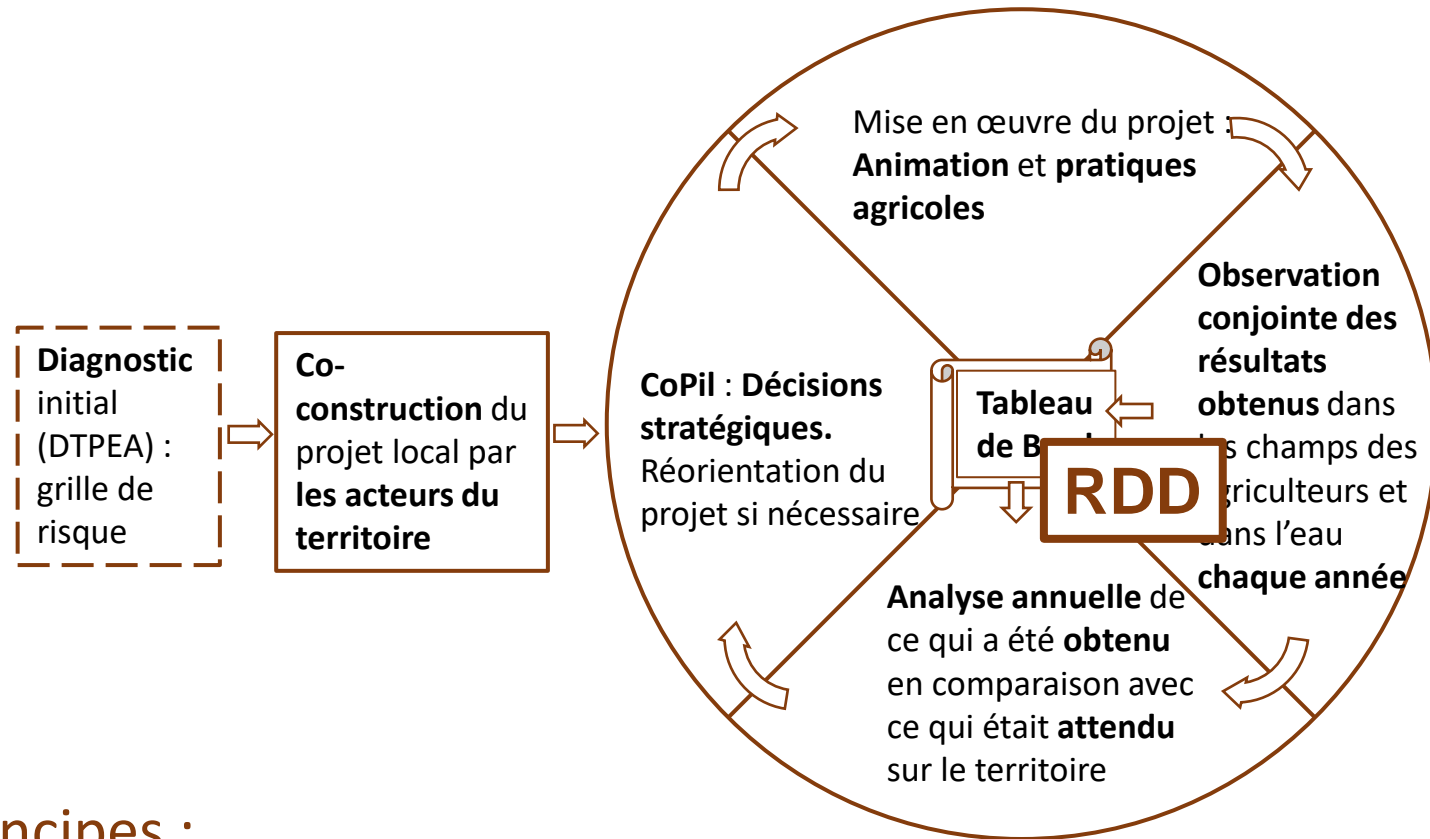 Diagnostic
initial
(DTPEA) :
grille de
risque
Co-
construction du
projet local par
les acteurs du
territoire
Mise en œuvre du projet :
Animation et pratiques
agricoles
Observation
conjointe des
résultats
obtenus dans
champs des
griculteurs et
dans l'eau
chaque année
CoPil : Décisions
stratégiques.
Réorientation du
projet si nécessaire
Tableau
de B
RDD
Analyse annuelle de
ce qui a été obtenu
en comparaison avec
ce qui était attendu
sur le territoire
ncipes :